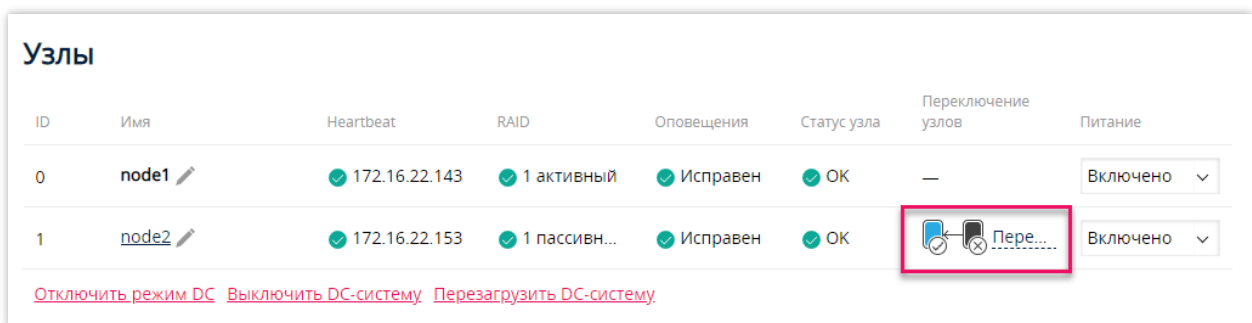 Узлы
ID Имя Heartbeat RAID Оповещения Статус узла Переключение узлов Питание
0 node1 172.16.22.143 1 активный Исправен OK — Включено
1 node2 172.16.22.153 1 пассивн... Исправен OK Пере... Включено
Отключить режим DC Выключить DC-систему Перезагрузить DC-систему